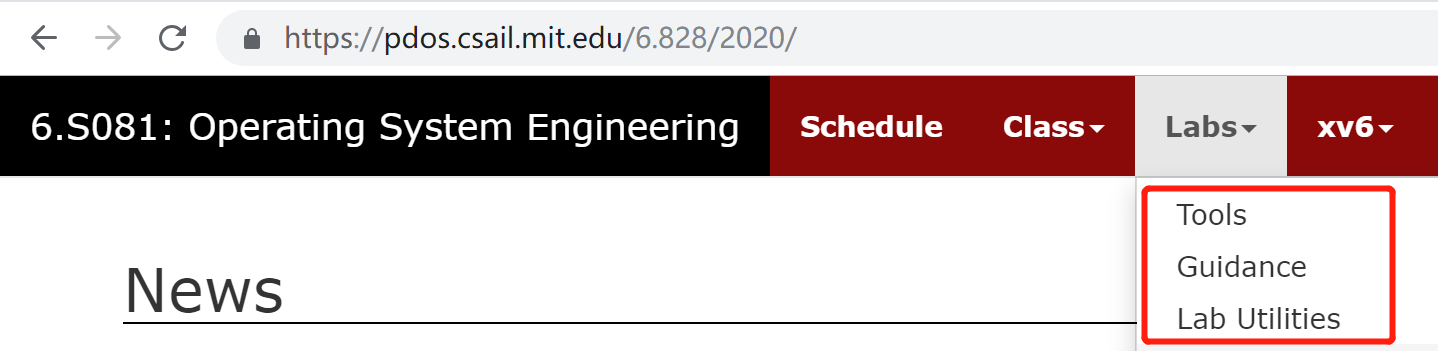 https://pdos.csail.mit.edu/6.828/2020/
6.S081: Operating System Engineering Schedule Class Labs xv6
Tools
Guidance
Lab Utilities
News